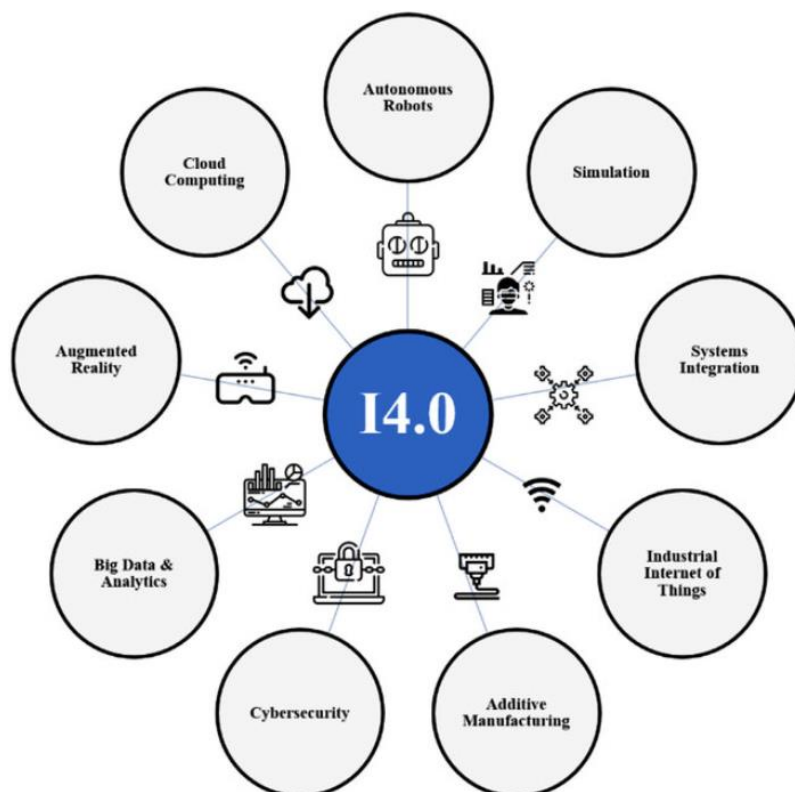 Autonomous
Robots
Simulation
Systems
Integration
Industrial
Internet of
Things
Additive
Manufacturing
Cybersecurity
Big Data &
Analytics
Augmented
Reality
Cloud
Computing
I4.0